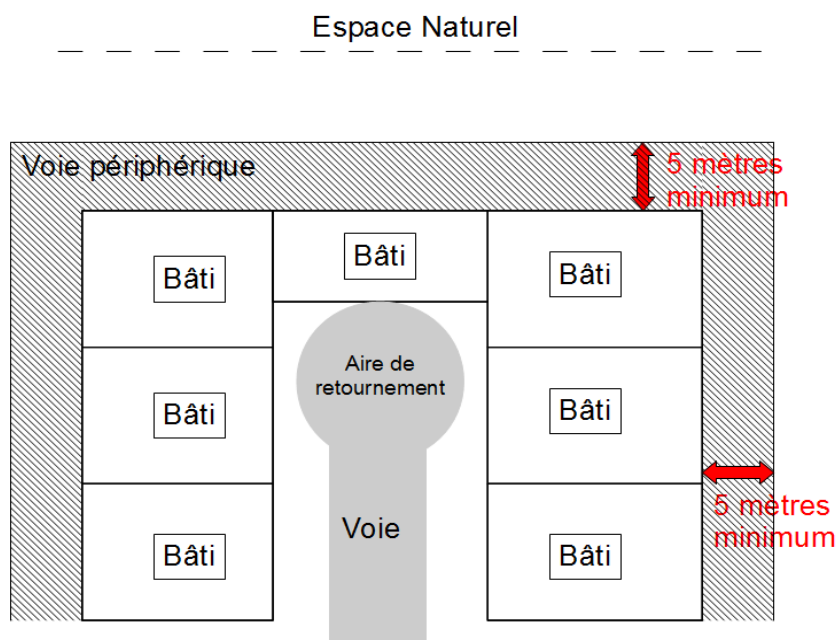 Espace Naturel
Voie périphérique
5 mètres
minimum
Bâti
Bâti
Bâti
Aire de
retournement
Bâti
Bâti
5 mètres
minimum
Voie
Bâti
Bâti